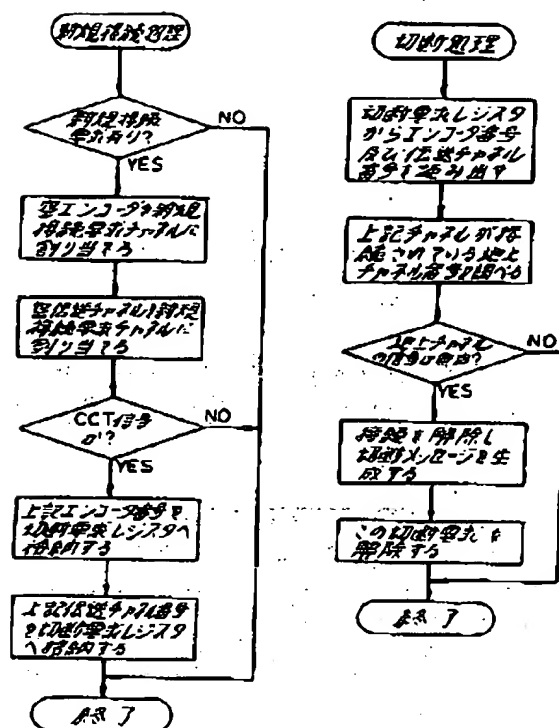 新規接続処理
新規接続
要求有り?
NO
YES
空エンコーダを新規
接続要求チャネルに
割り当てる
空伝送チャネルを新規
接続要求チャネルに
割り当てる
CCT信号
か?
NO
YES
上記エンコーダ番号を
切断要求レジスタへ
格納する
上記伝送チャネル番号
を切断要求レジスタ
へ格納する
終了
切断処理
切断要求レジスタ
からエンコーダ番号
及び伝送チャネル
番号を読み出す
上記チャネルが接
続されている地上
チャネル番号を調べる
地上チャネル
の信号は無音?
NO
YES
接続を解除し
切断メッセージを生
成する
この切断要求を
解除する
終了